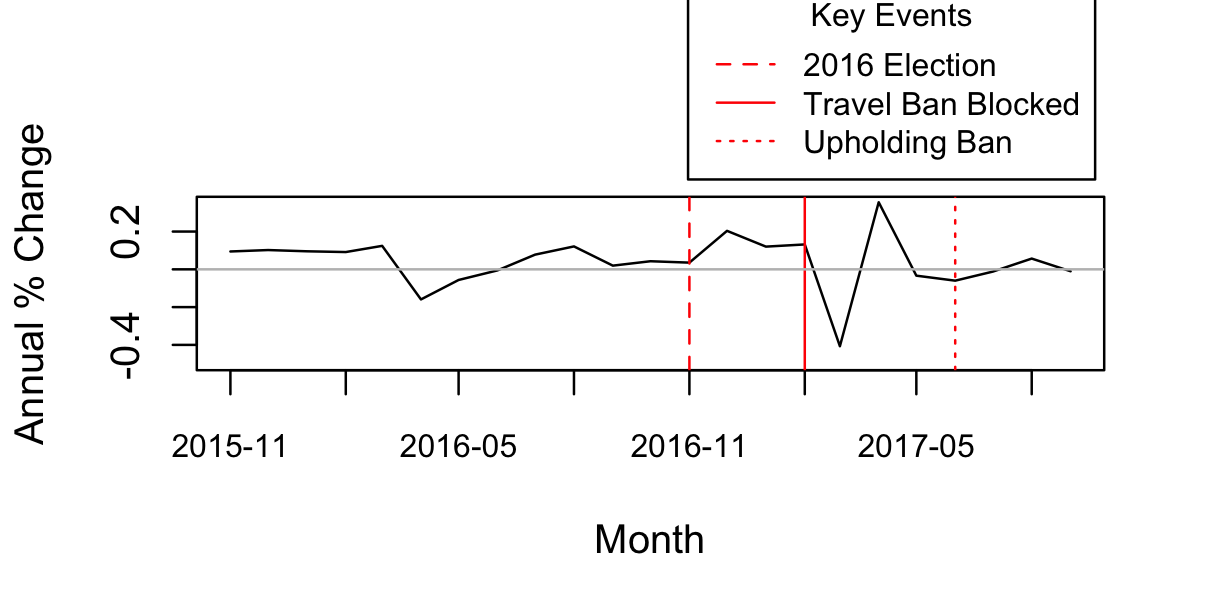 Key Events
2016 Election
Travel Ban Blocked
Upholding Ban
Annual % Change
0.2
-0.4
2015-11
2016-05
2016-11
2017-05
Month